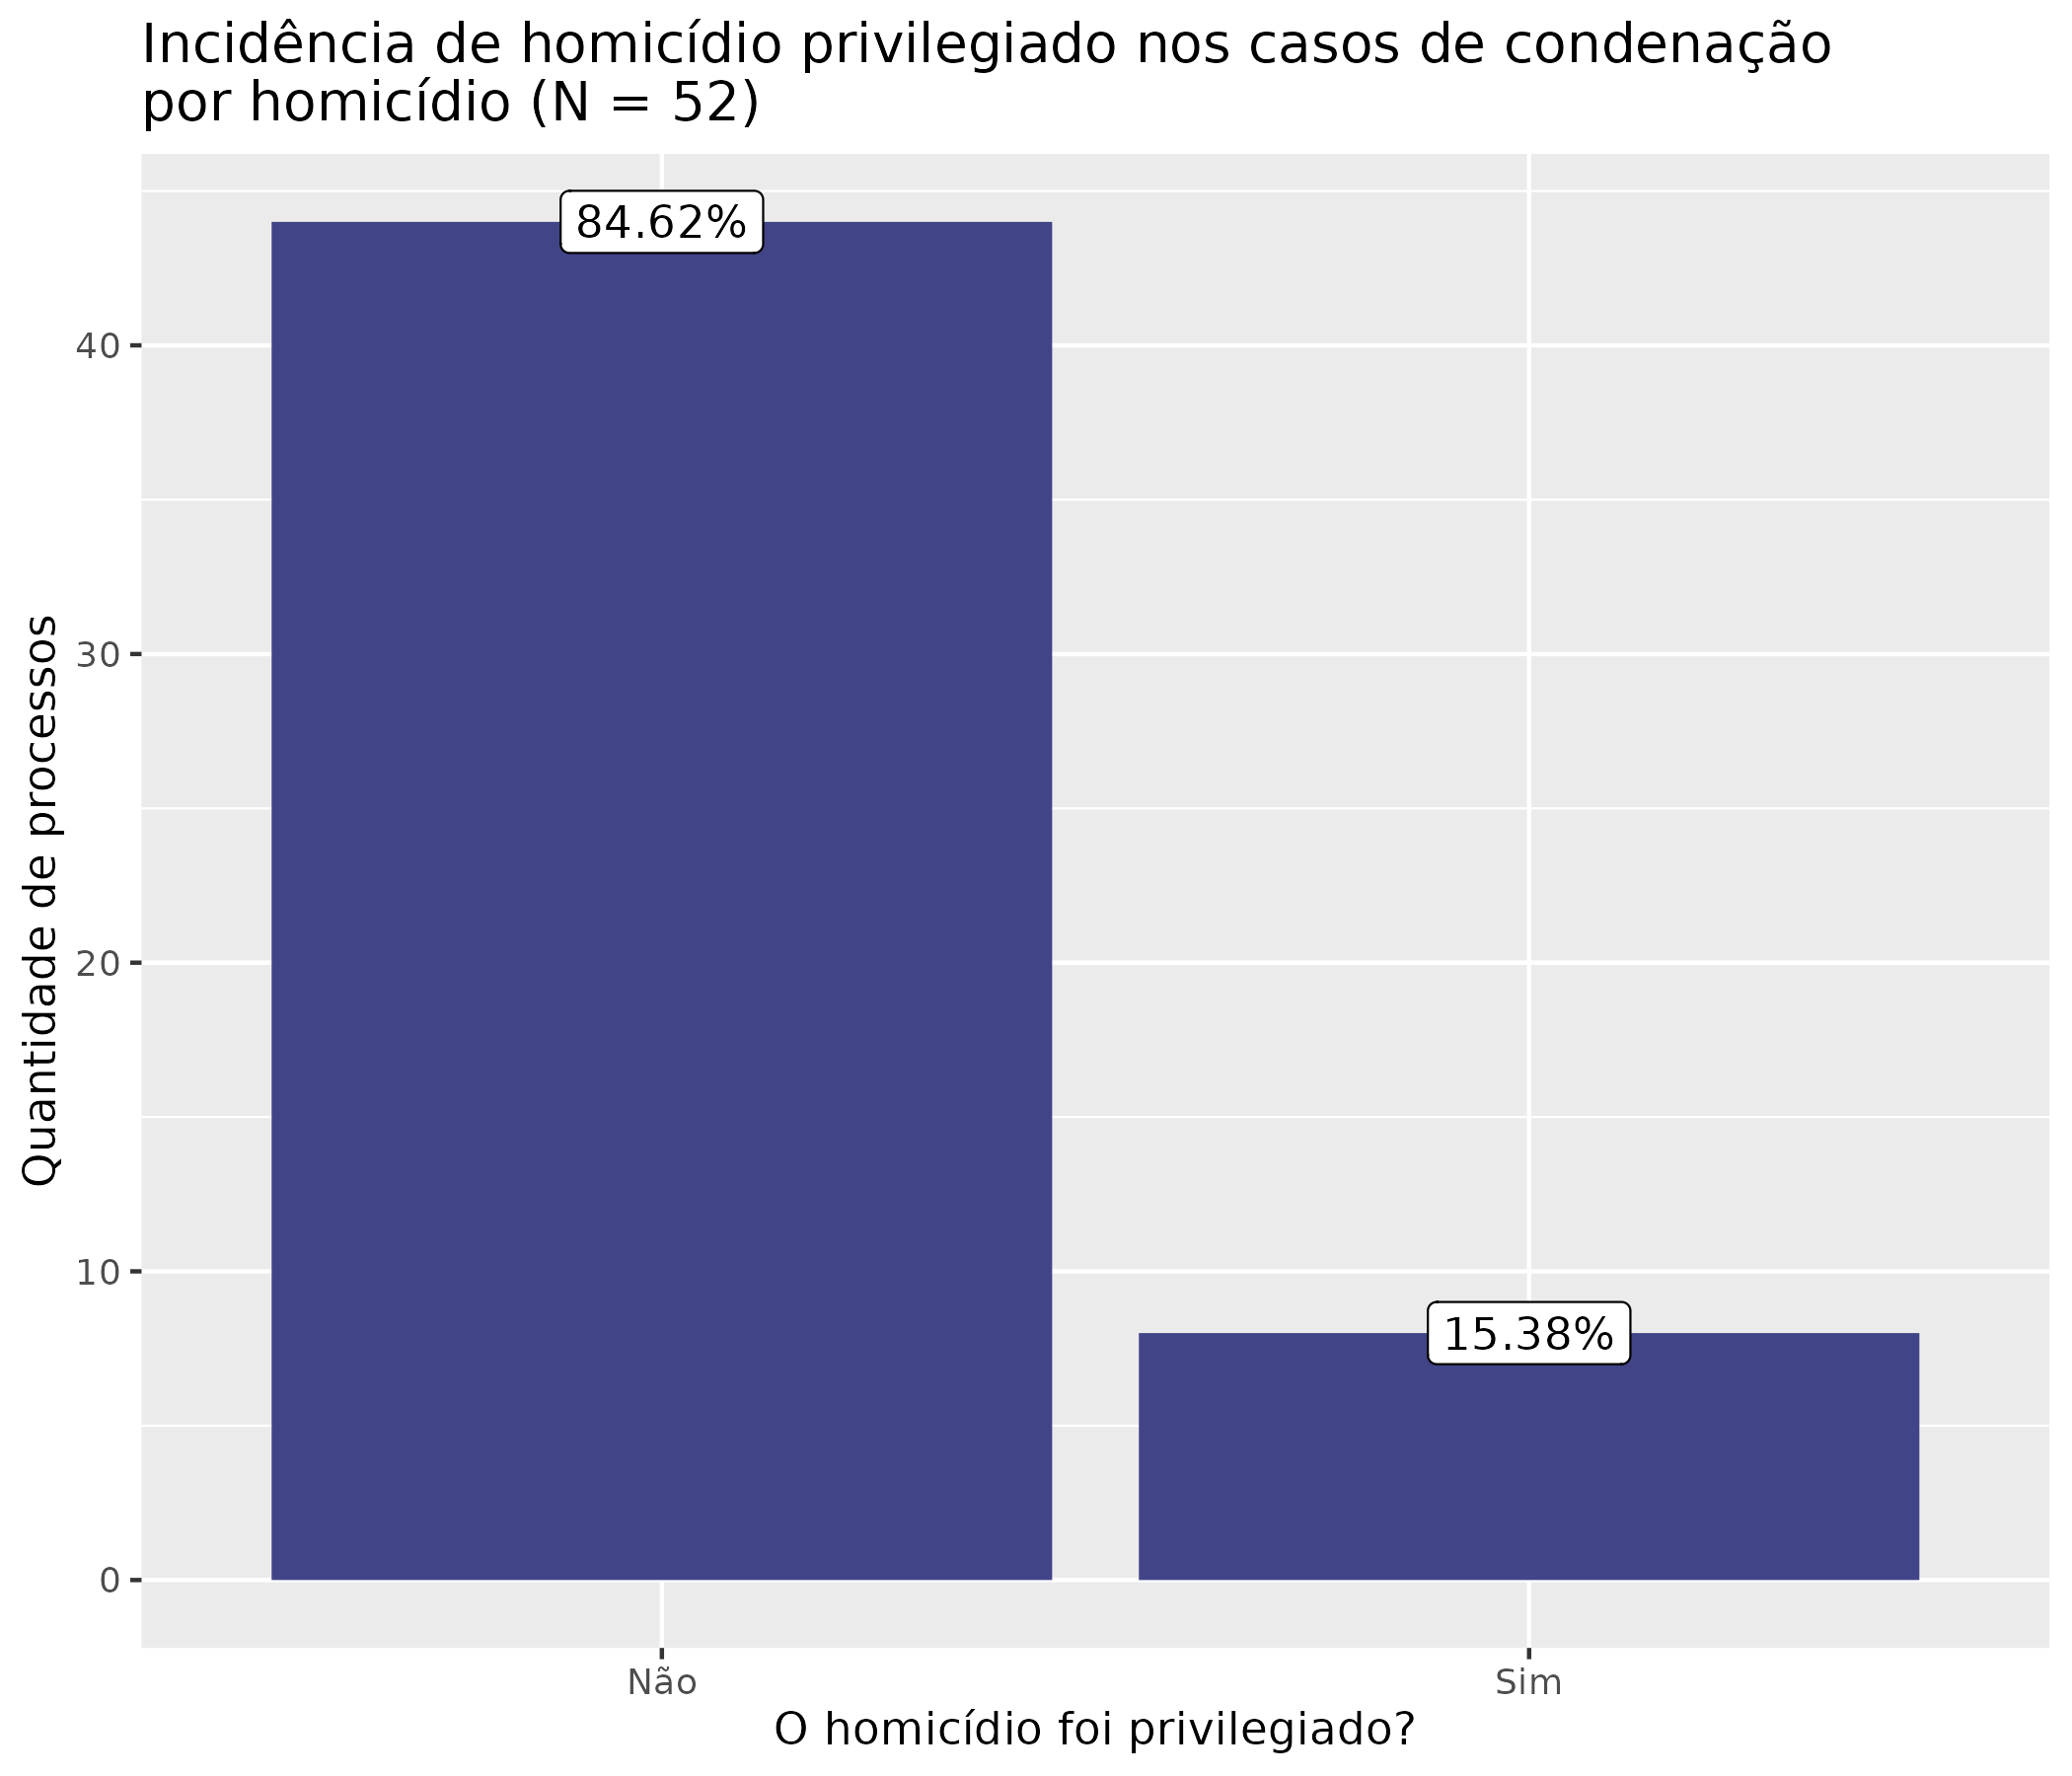 Incidência de homicídio privilegiado nos casos de condenação
por homicídio (N = 52)
84.62%
15.38%
40
30
20
10
0
Quantidade de processos
Não
Sim
O homicídio foi privilegiado?